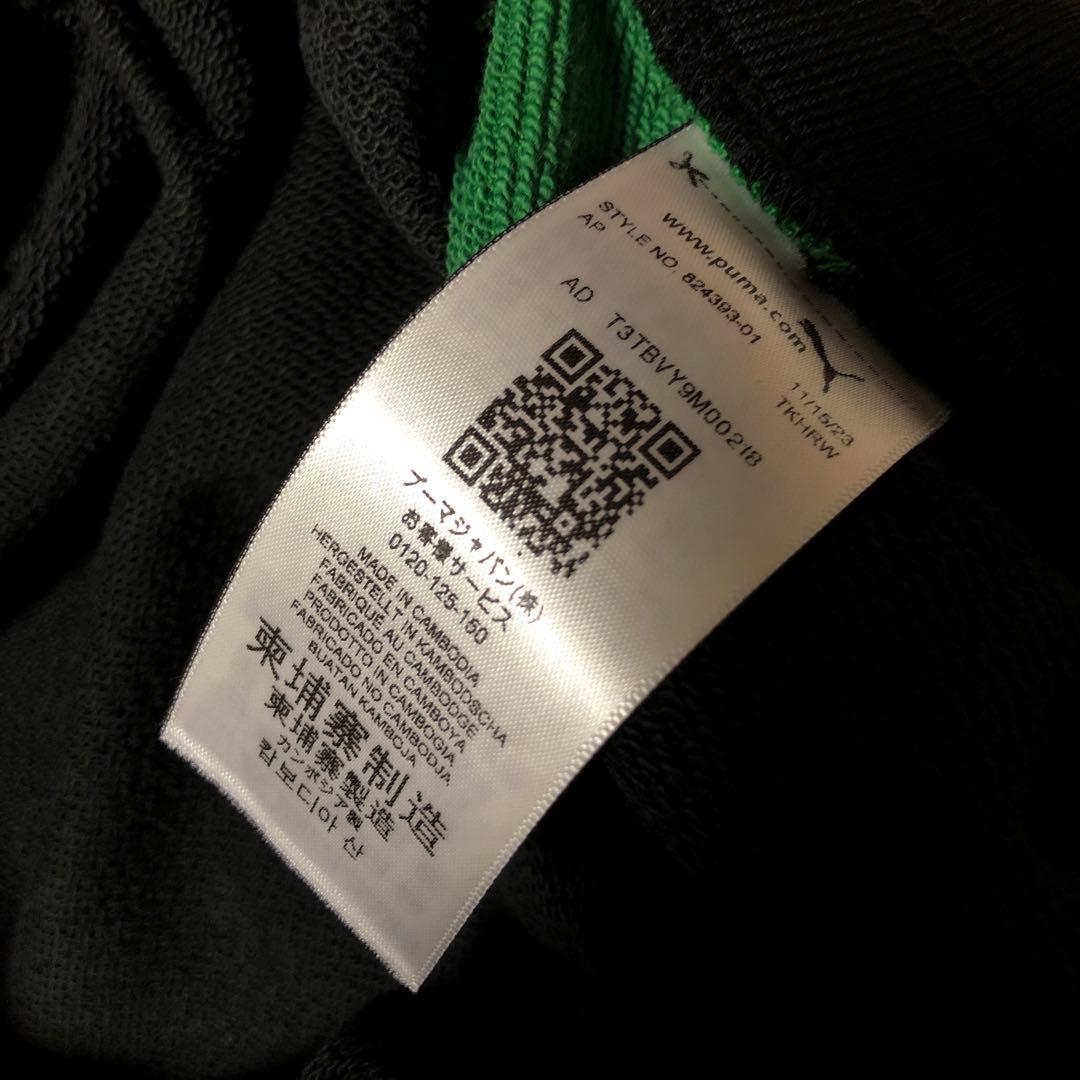 www.puma.com
STYLE NO. 824393-01
AP
11/15/23
TKHRW
AD T3TBVY9M00218
プーマジャパン(株)
お客様サービス
0120-125-150
MADE IN CAMBODIA
HERGESTELLT IN KAMBODSCHA
FABRIQUÉ AU CAMBODGE
FABRICADO EN CAMBOYA
PRODOTTO IN CAMBOGIA
FABRICADO NO CAMBODJA
BUATAN KAMBOJA
柬埔寨制造
柬埔寨製造
カンボジア製
캄보디아 산